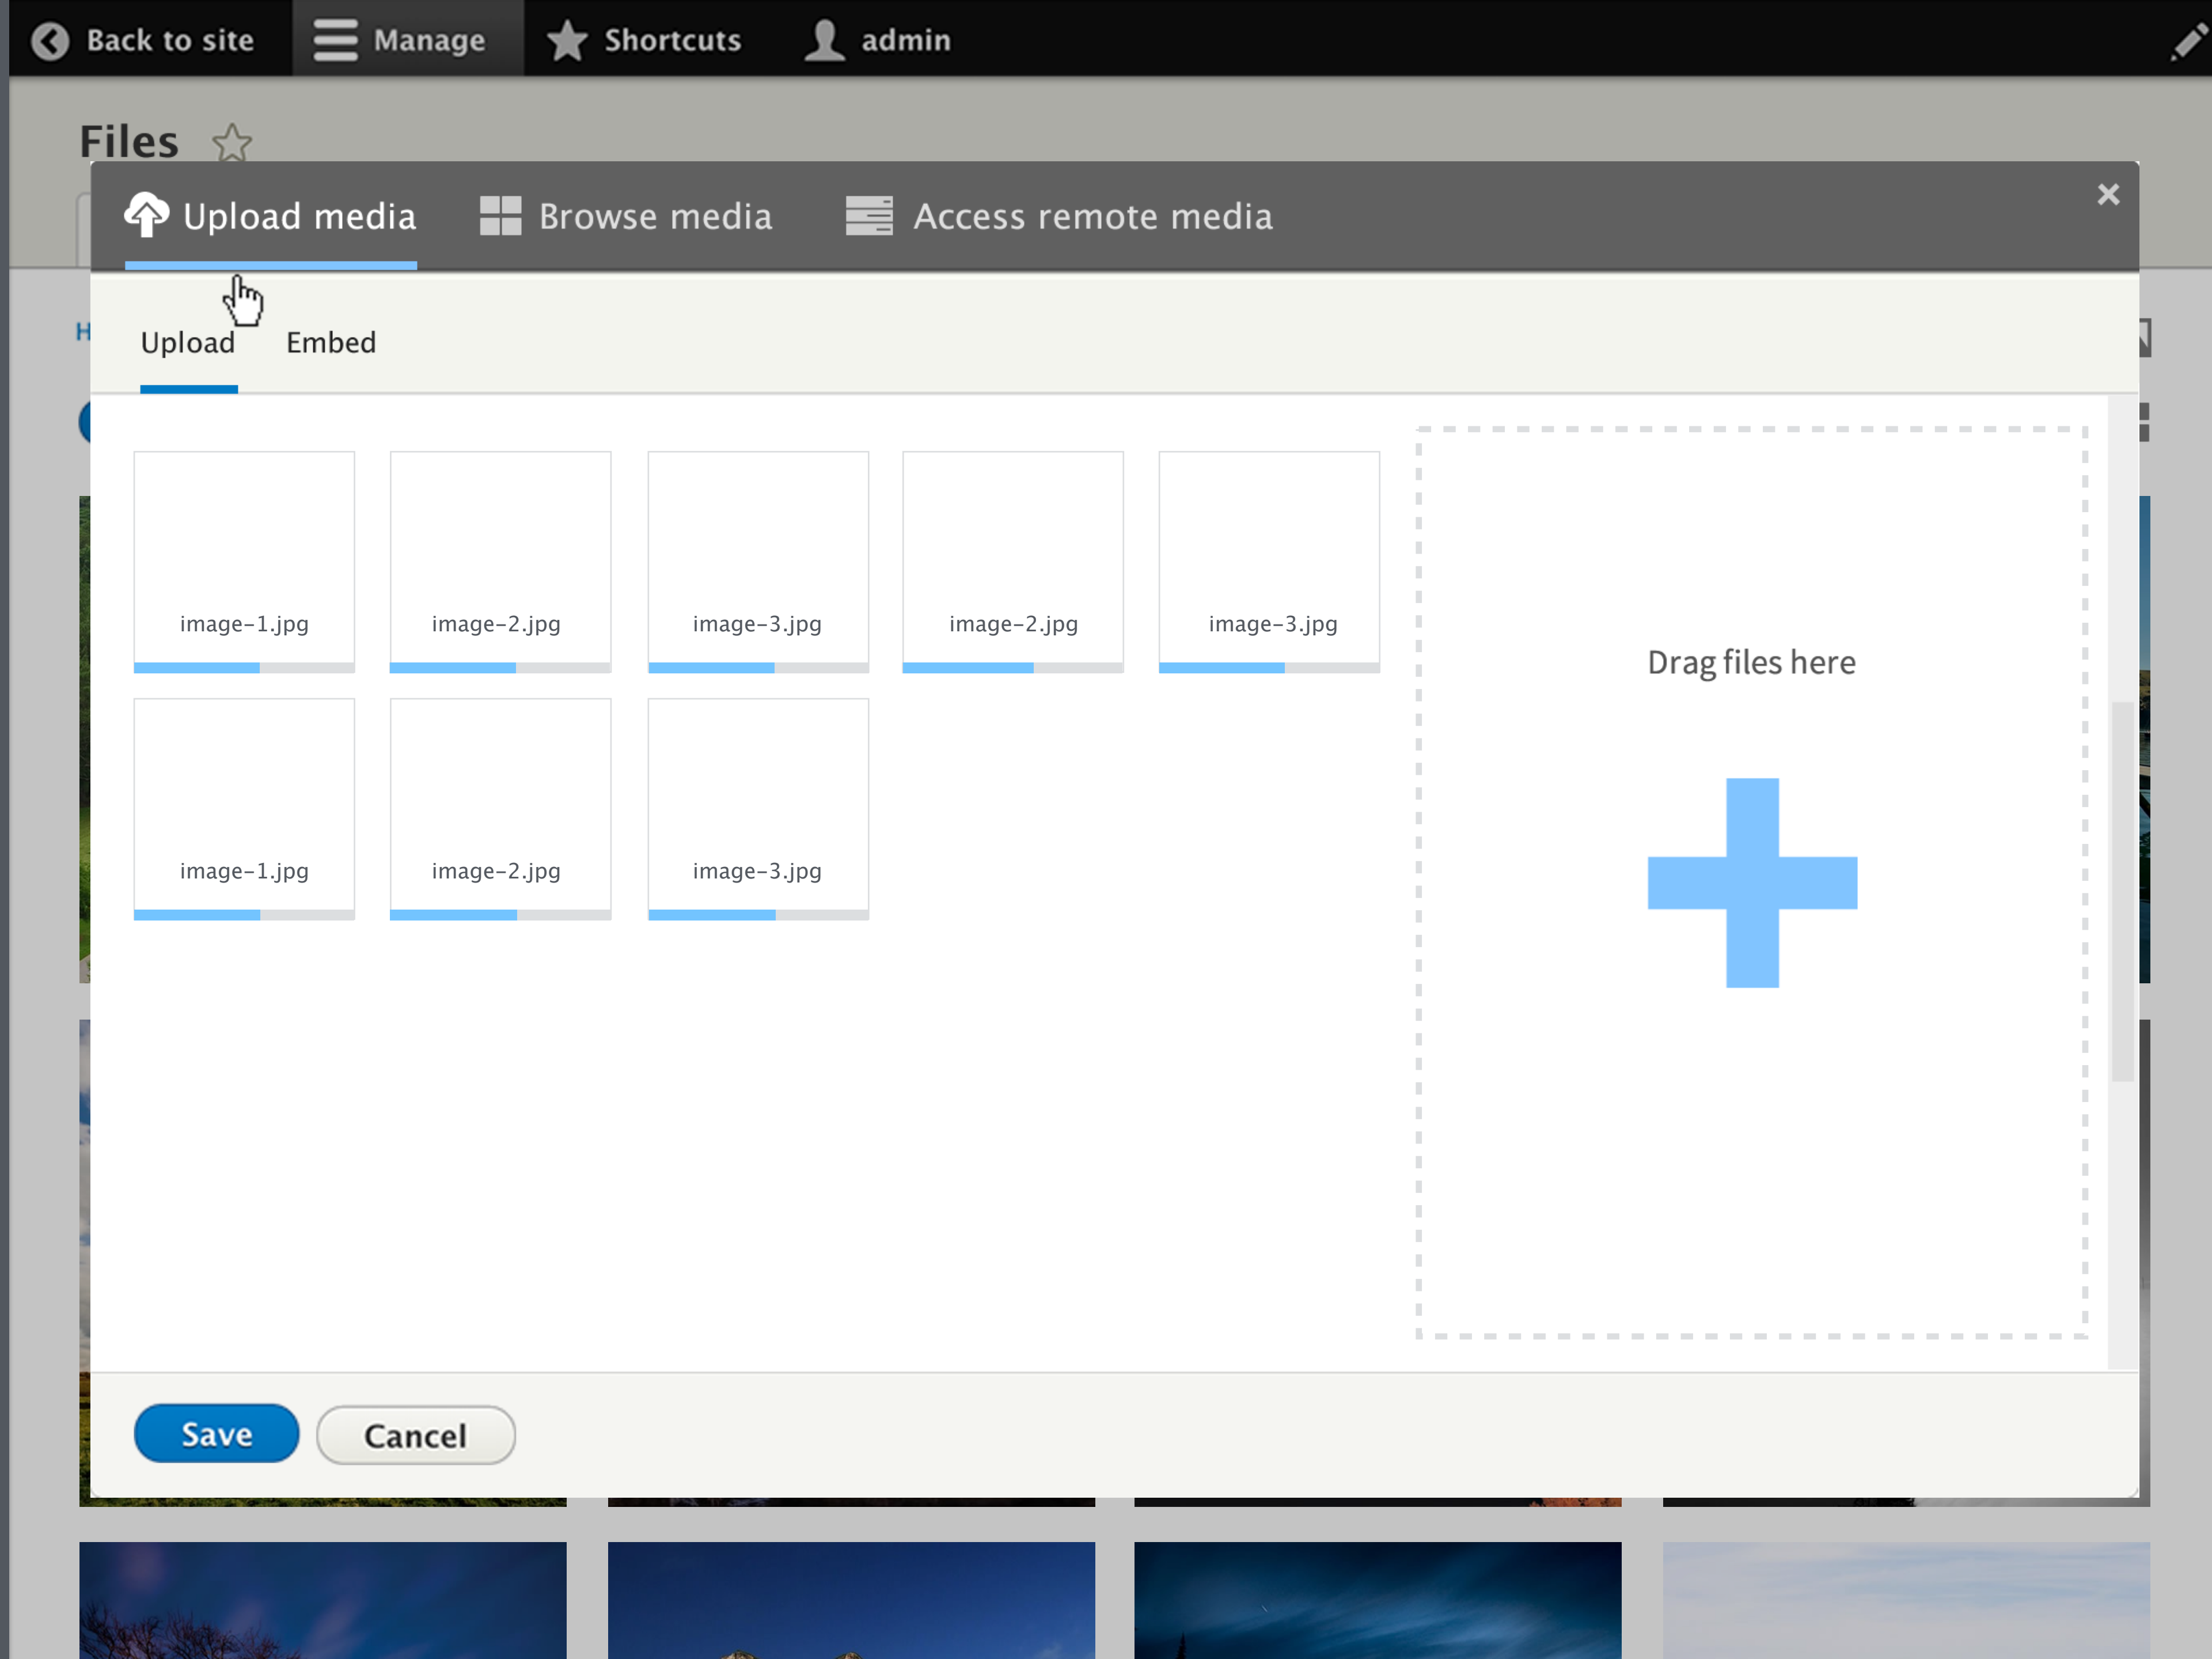 Back to site Manage Shortcuts admin
Files
Upload media Browse media Access remote media
Upload Embed
image-1.jpg image-2.jpg image-3.jpg image-2.jpg image-3.jpg
Drag files here
image-1.jpg image-2.jpg image-3.jpg
Save Cancel